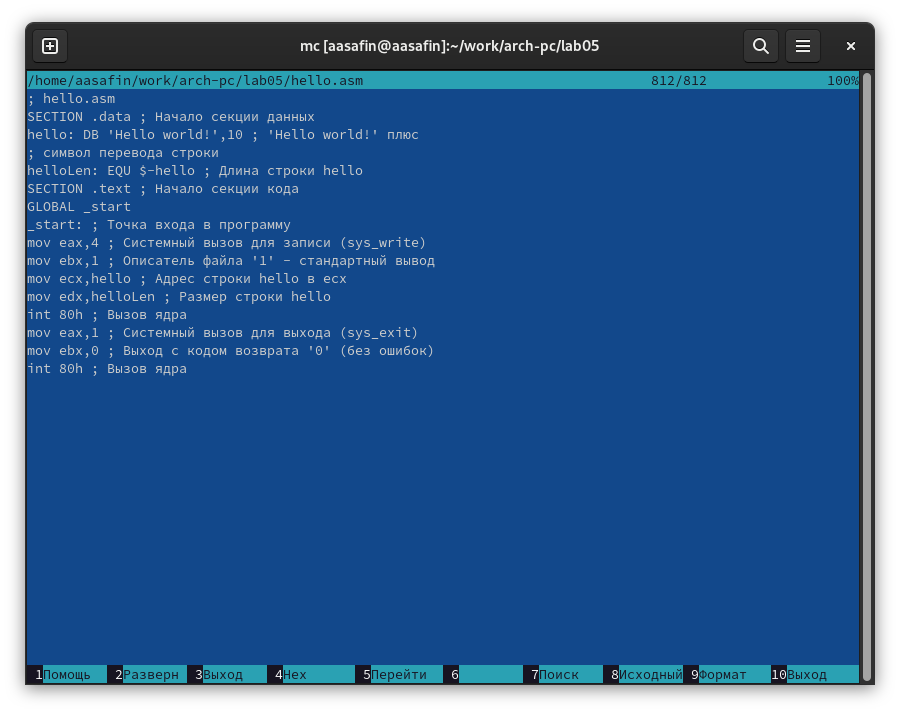 mc [aasafin@aasafin]:~/work/arch-pc/lab05
/home/aasafin/work/arch-pc/lab05/hello.asm 812/812 100%
; hello.asm
SECTION .data ; Начало секции данных
hello: DB 'Hello world!',10 ; 'Hello world!' плюс
; символ перевода строки
helloLen: EQU $-hello ; Длина строки hello
SECTION .text ; Начало секции кода
GLOBAL _start
_start: ; Точка входа в программу
mov eax,4 ; Системный вызов для записи (sys_write)
mov ebx,1 ; Описатель файла '1' - стандартный вывод
mov ecx,hello ; Адрес строки hello в ecx
mov edx,helloLen ; Размер строки hello
int 80h ; Вызов ядра
mov eax,1 ; Системный вызов для выхода (sys_exit)
mov ebx,0 ; Выход с кодом возврата '0' (без ошибок)
int 80h ; Вызов ядра
1Помощь 2Разверн 3Выход 4Hex 5Перейти 6 7Поиск 8Исходный 9Формат 10Выход